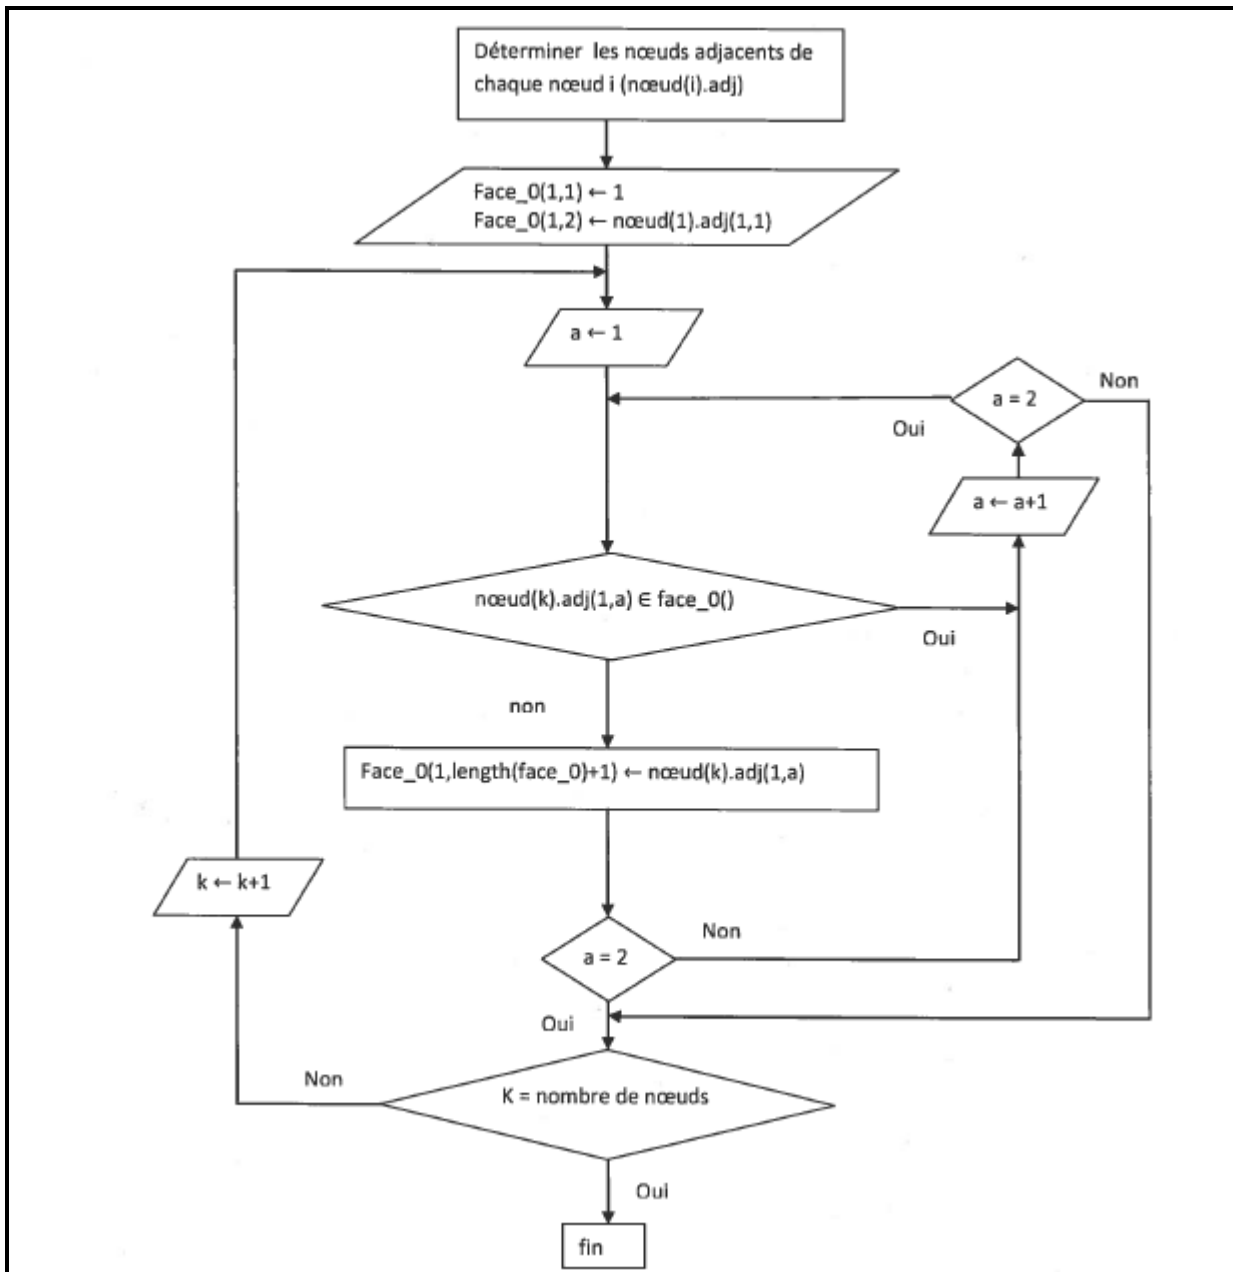 Déterminer les nœuds adjacents de
chaque nœud i (nœud(i).adj)
Face_0(1,1) ← 1
Face_0(1,2) ← nœud(1).adj(1,1)
a ← 1
a = 2
Non
Oui
a ← a+1
nœud(k).adj(1,a) ∈ face_0()
Oui
non
Face_0(1,length(face_0)+1) ← nœud(k).adj(1,a)
k ← k+1
a = 2
Non
Oui
Non
K = nombre de nœuds
Oui
fin